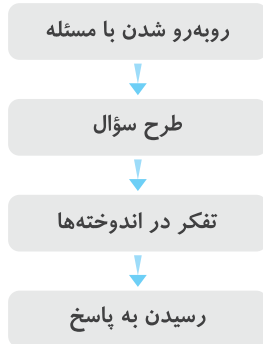 روبه‌رو شدن با مسئله
طرح سؤال
تفکر در اندوخته‌ها
رسیدن به پاسخ